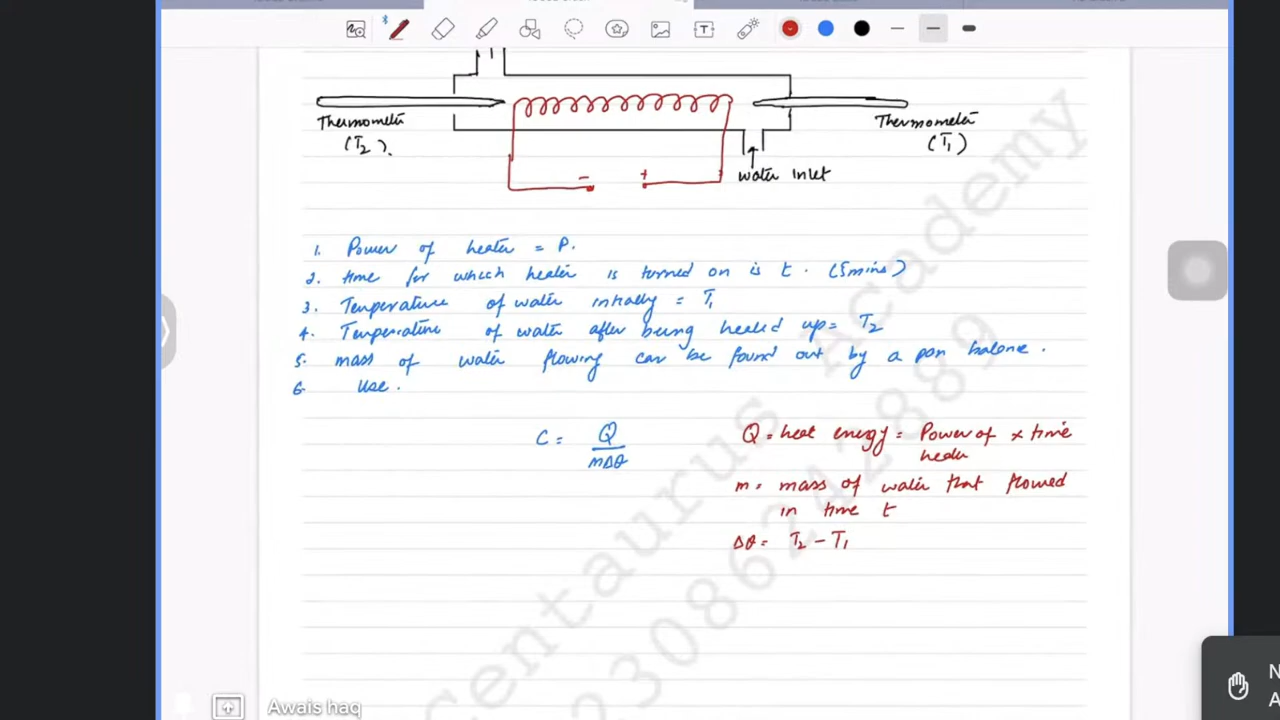 Thermometer
(T2).
Thermometer
(T1)
- +
water inlet
1. Power of heater = P.
2. time for which heater is turned on is t. (5mins)
3. Temperature of water initially = T1
4. Temperature of water after being heated up = T2
5. mass of water flowing can be found out by a pan balance.
6. Use.
C = Q / mΔθ
Q = heat energy = Power of heater × time
m = mass of water that flowed
in time t
Δθ = T2 - T1
Centaurus Academy
23086242889
Awais haq